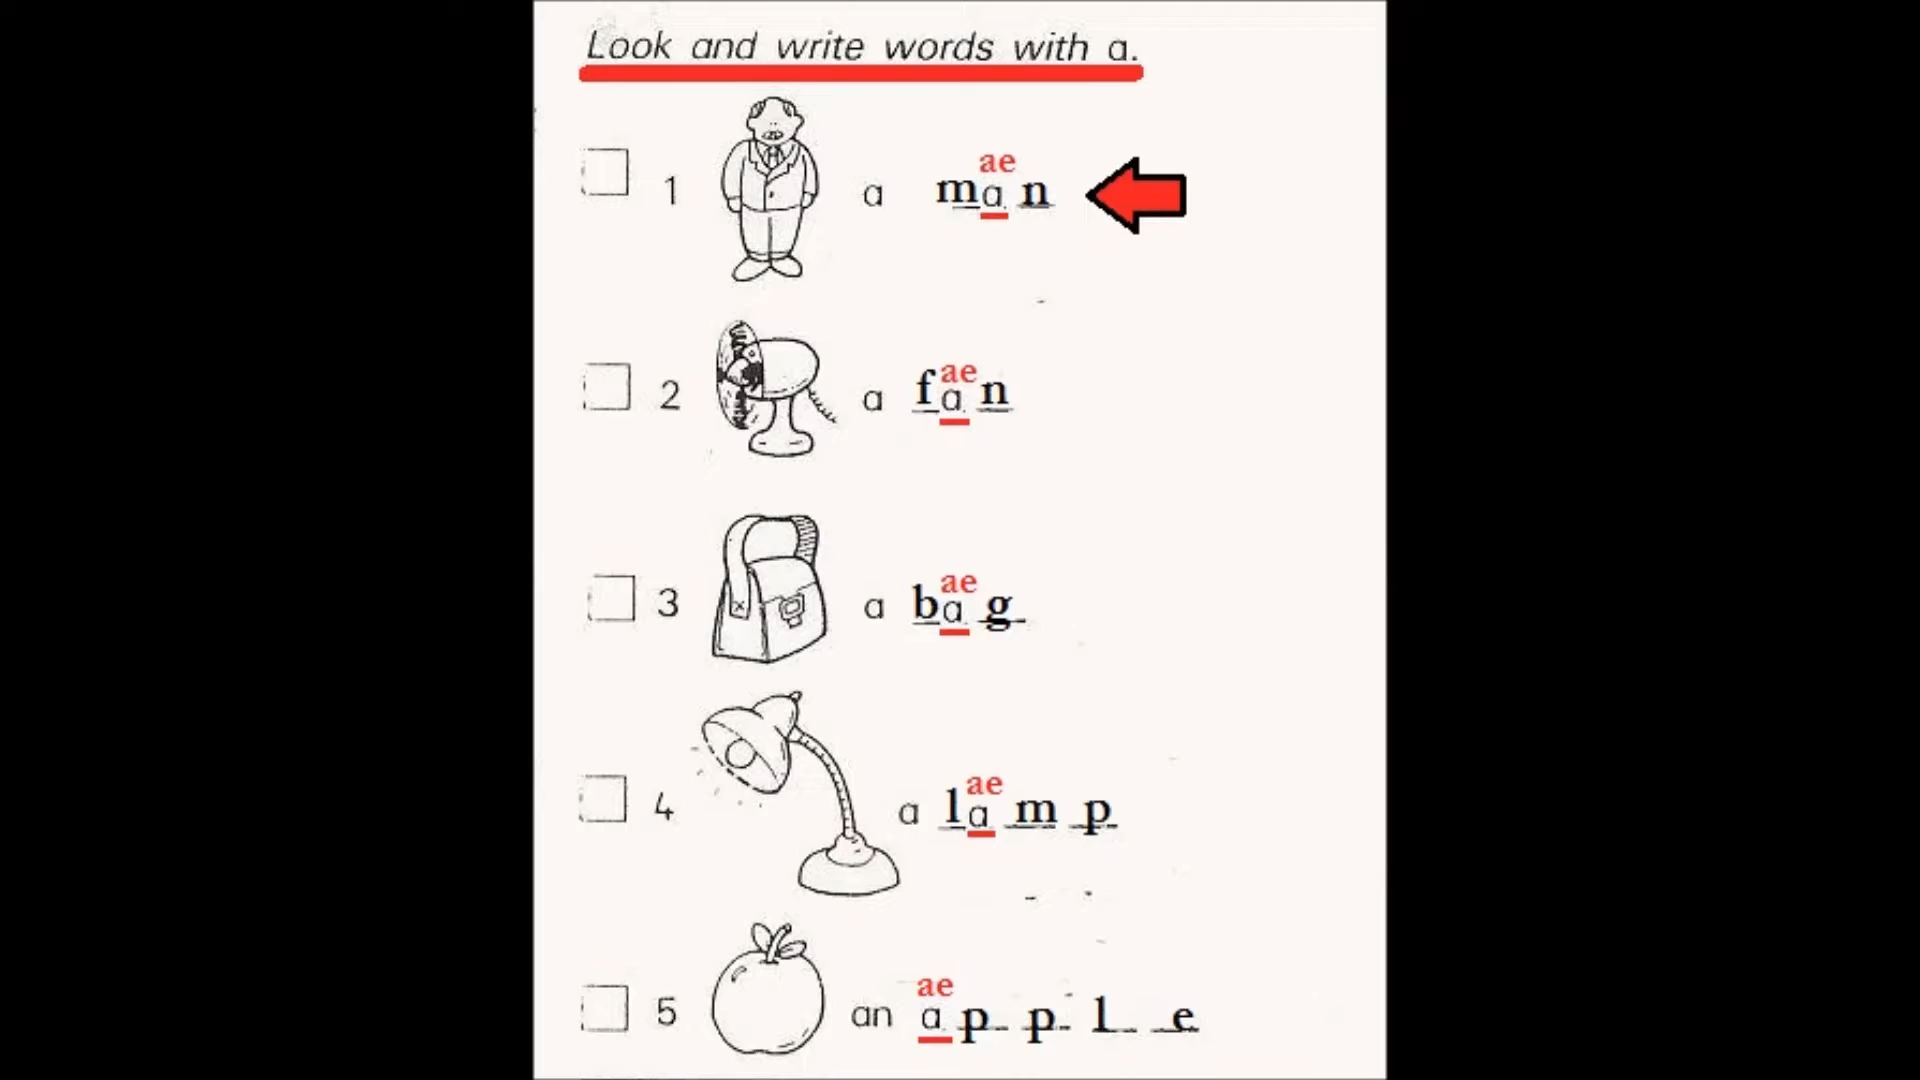 Look and write words with a.
ae
1 a man
ae
2 a fan
ae
3 a bag
ae
4 a lamp
ae
5 an apple